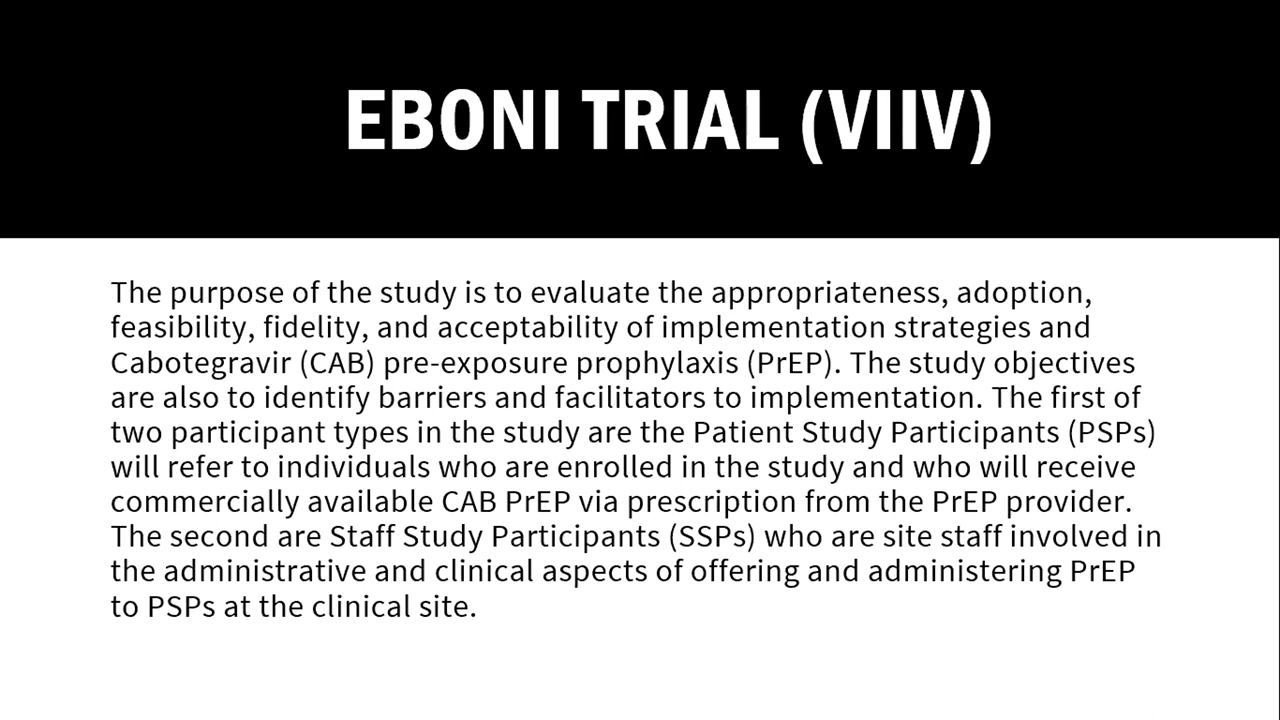 EBONI TRIAL (VIIV)
The purpose of the study is to evaluate the appropriateness, adoption,
feasibility, fidelity, and acceptability of implementation strategies and
Cabotegravir (CAB) pre-exposure prophylaxis (PrEP). The study objectives
are also to identify barriers and facilitators to implementation. The first of
two participant types in the study are the Patient Study Participants (PSPs)
will refer to individuals who are enrolled in the study and who will receive
commercially available CAB PrEP via prescription from the PrEP provider.
The second are Staff Study Participants (SSPs) who are site staff involved in
the administrative and clinical aspects of offering and administering PrEP
to PSPs at the clinical site.